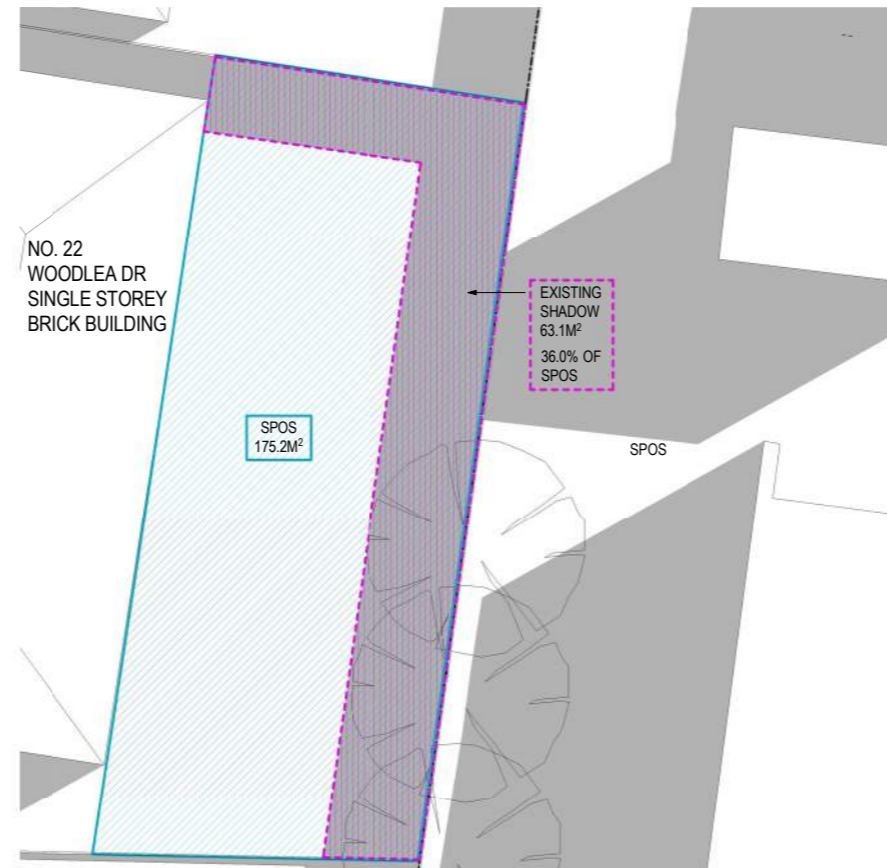 NO. 22
WOODLEA DR
SINGLE STOREY
BRICK BUILDING
EXISTING
SHADOW
63.1M²
36.0% OF
SPOS
SPOS
175.2M²
SPOS